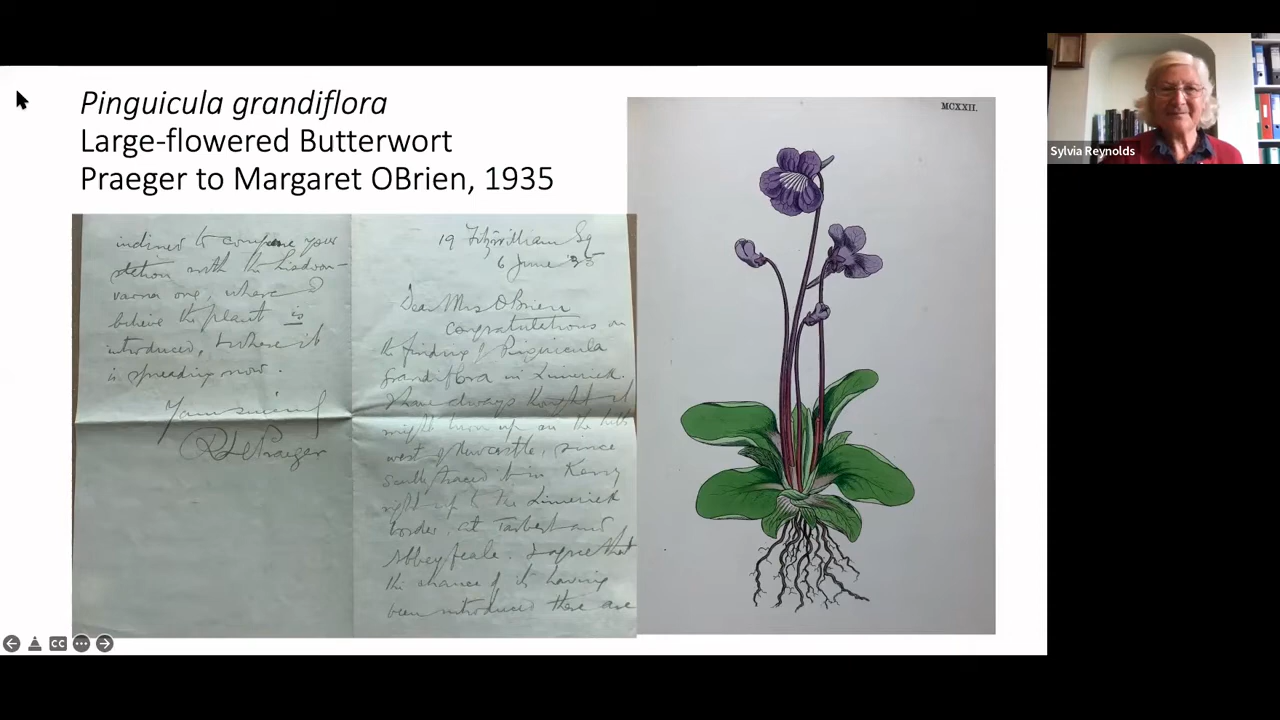 Pinguicula grandiflora
Large-flowered Butterwort
Praeger to Margaret OBrien, 1935
MCXXII.
Sylvia Reynolds
19 Fitzwilliam Sq
6 June '35
Dear Mrs OBrien
Congratulations on
the finding of Pinguicula
grandiflora in Limerick.
I have always thought it
might turn up on the hills
west of Newcastle, since
Scully traced it in Kerry
right up to the Limerick
border, at Tarbert and
Abbeyfeale. I agree that
the chance of its having
been introduced there are
inclined to compare your
station with the Lisdoon-
varna one, where I
believe the plant is
introduced, & where it
is spreading now.
Yours sincerely
R Ll Praeger
CC